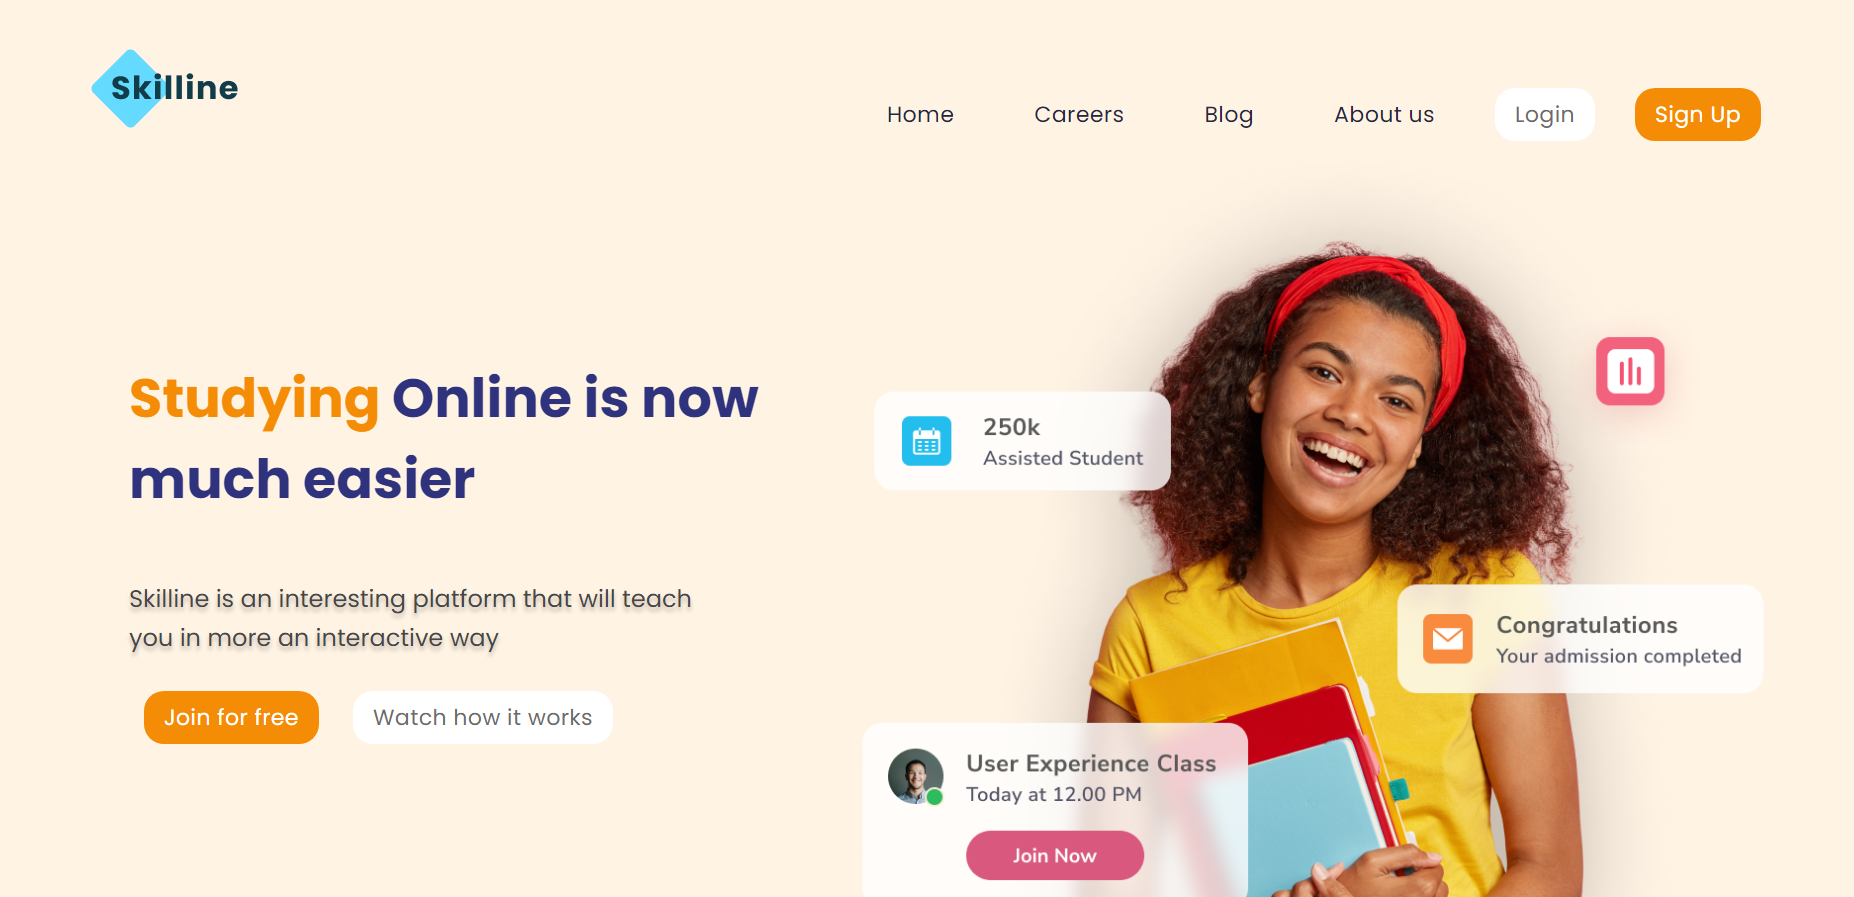 Skilline
Home
Careers
Blog
About us
Login
Sign Up
Studying Online is now
much easier
Skilline is an interesting platform that will teach
you in more an interactive way
Join for free
Watch how it works
250k
Assisted Student
Congratulations
Your admission completed
User Experience Class
Today at 12.00 PM
Join Now